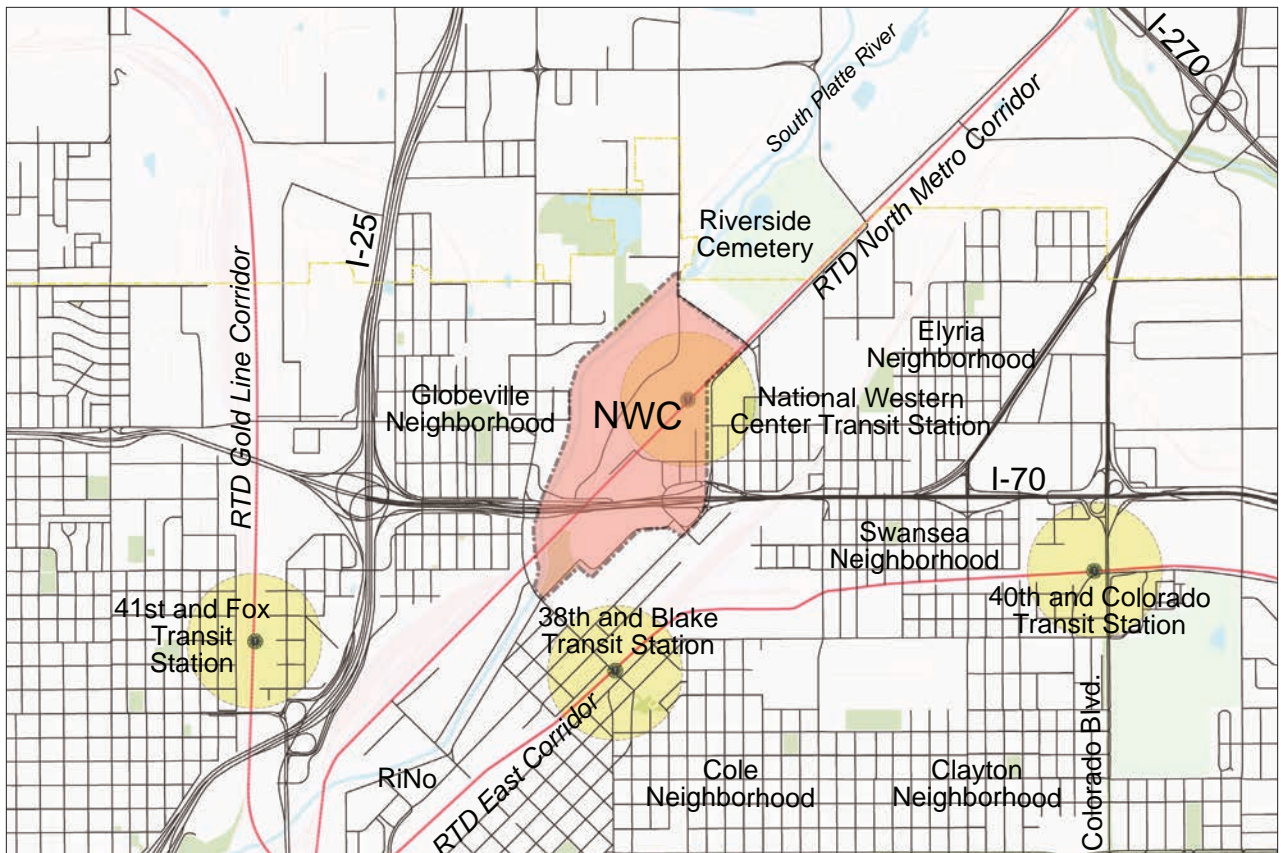 I-270
South Platte River
RTD North Metro Corridor
I-25
Riverside
Cemetery
RTD Gold Line Corridor
Elyria
Neighborhood
Globeville
Neighborhood
NWC
National Western
Center Transit Station
I-70
Swansea
Neighborhood
41st and Fox
Transit
Station
38th and Blake
Transit Station
40th and Colorado
Transit Station
RTD East Corridor
RiNo
Cole
Neighborhood
Clayton
Neighborhood
Colorado Blvd.